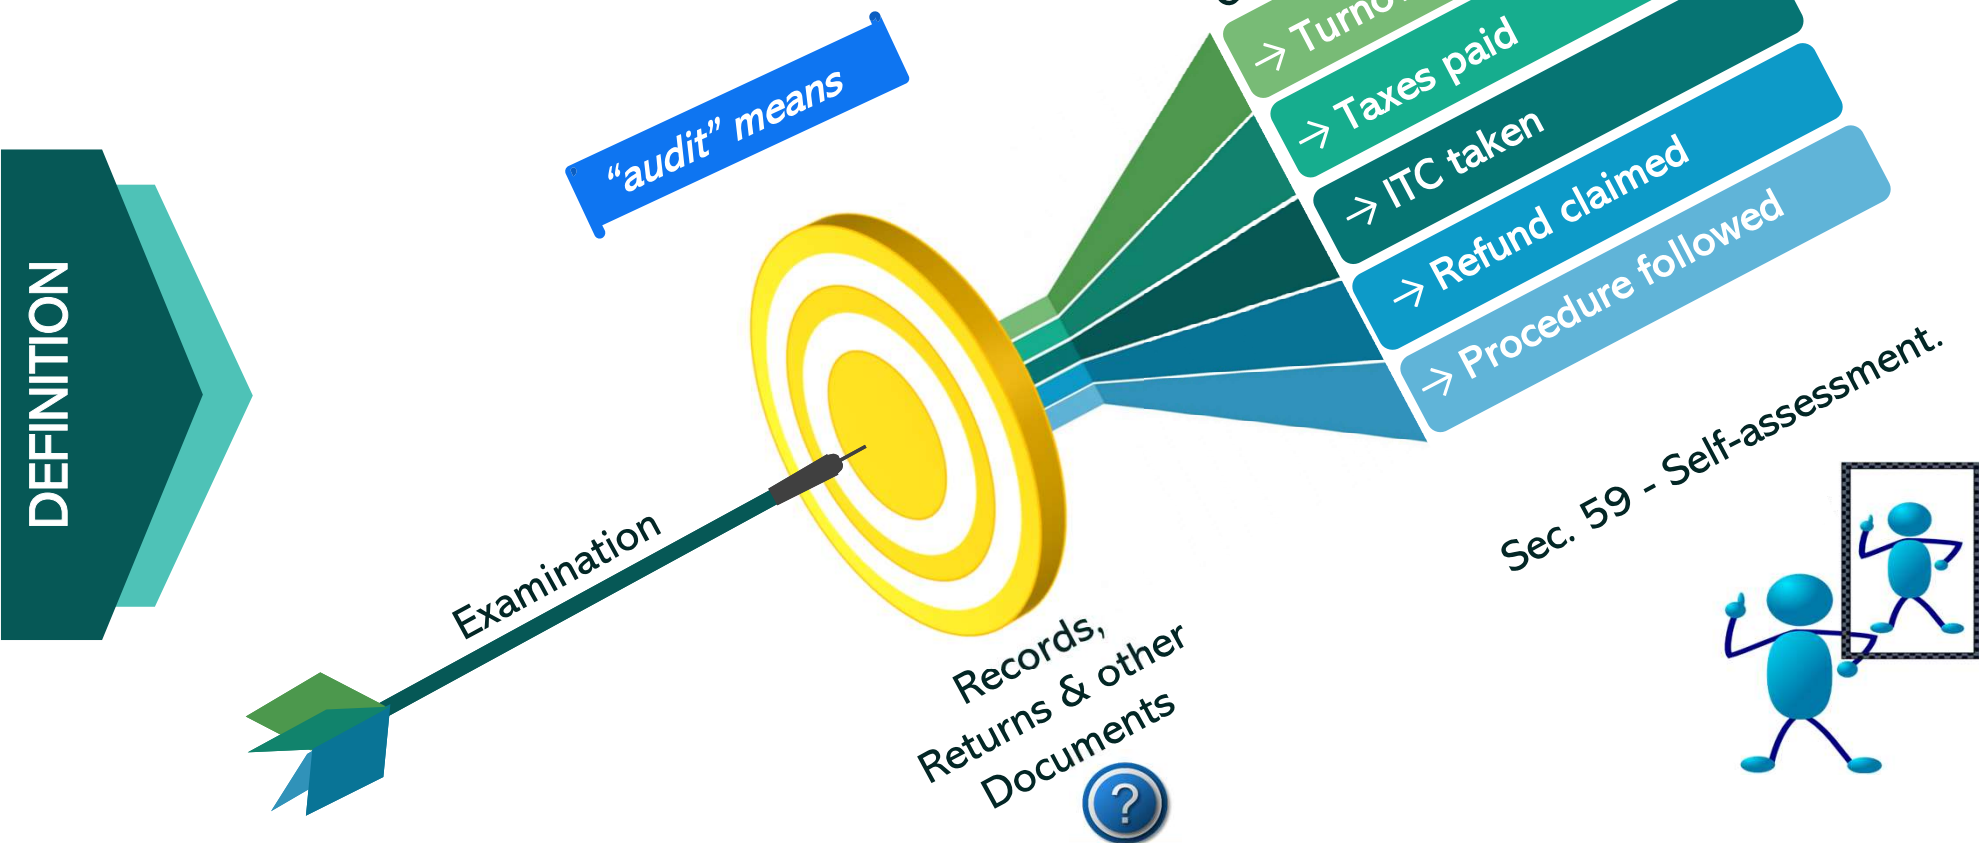 DEFINITION
“audit” means
Examination
Records,
Returns & other
Documents
?
→ Taxes paid
→ ITC taken
→ Refund claimed
→ Procedure followed
Sec. 59 - Self-assessment.